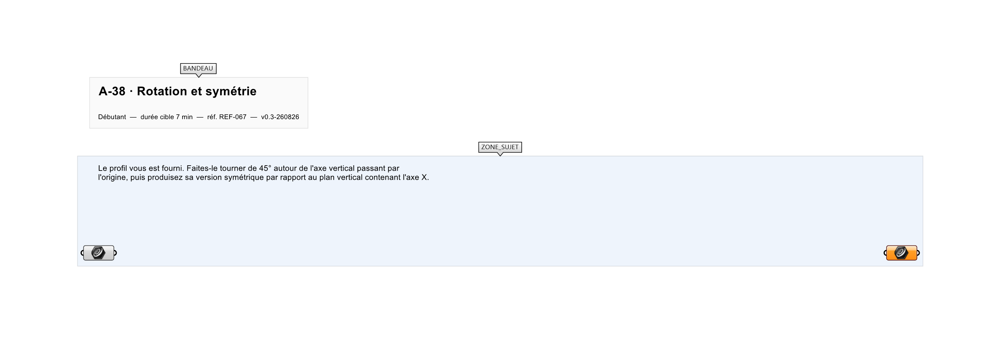 BANDEAU
A-38 · Rotation et symétrie
Débutant — durée cible 7 min — réf. REF-067 — v0.3-260826
ZONE_SUJET
Le profil vous est fourni. Faites-le tourner de 45° autour de l'axe vertical passant par
l'origine, puis produisez sa version symétrique par rapport au plan vertical contenant l'axe X.